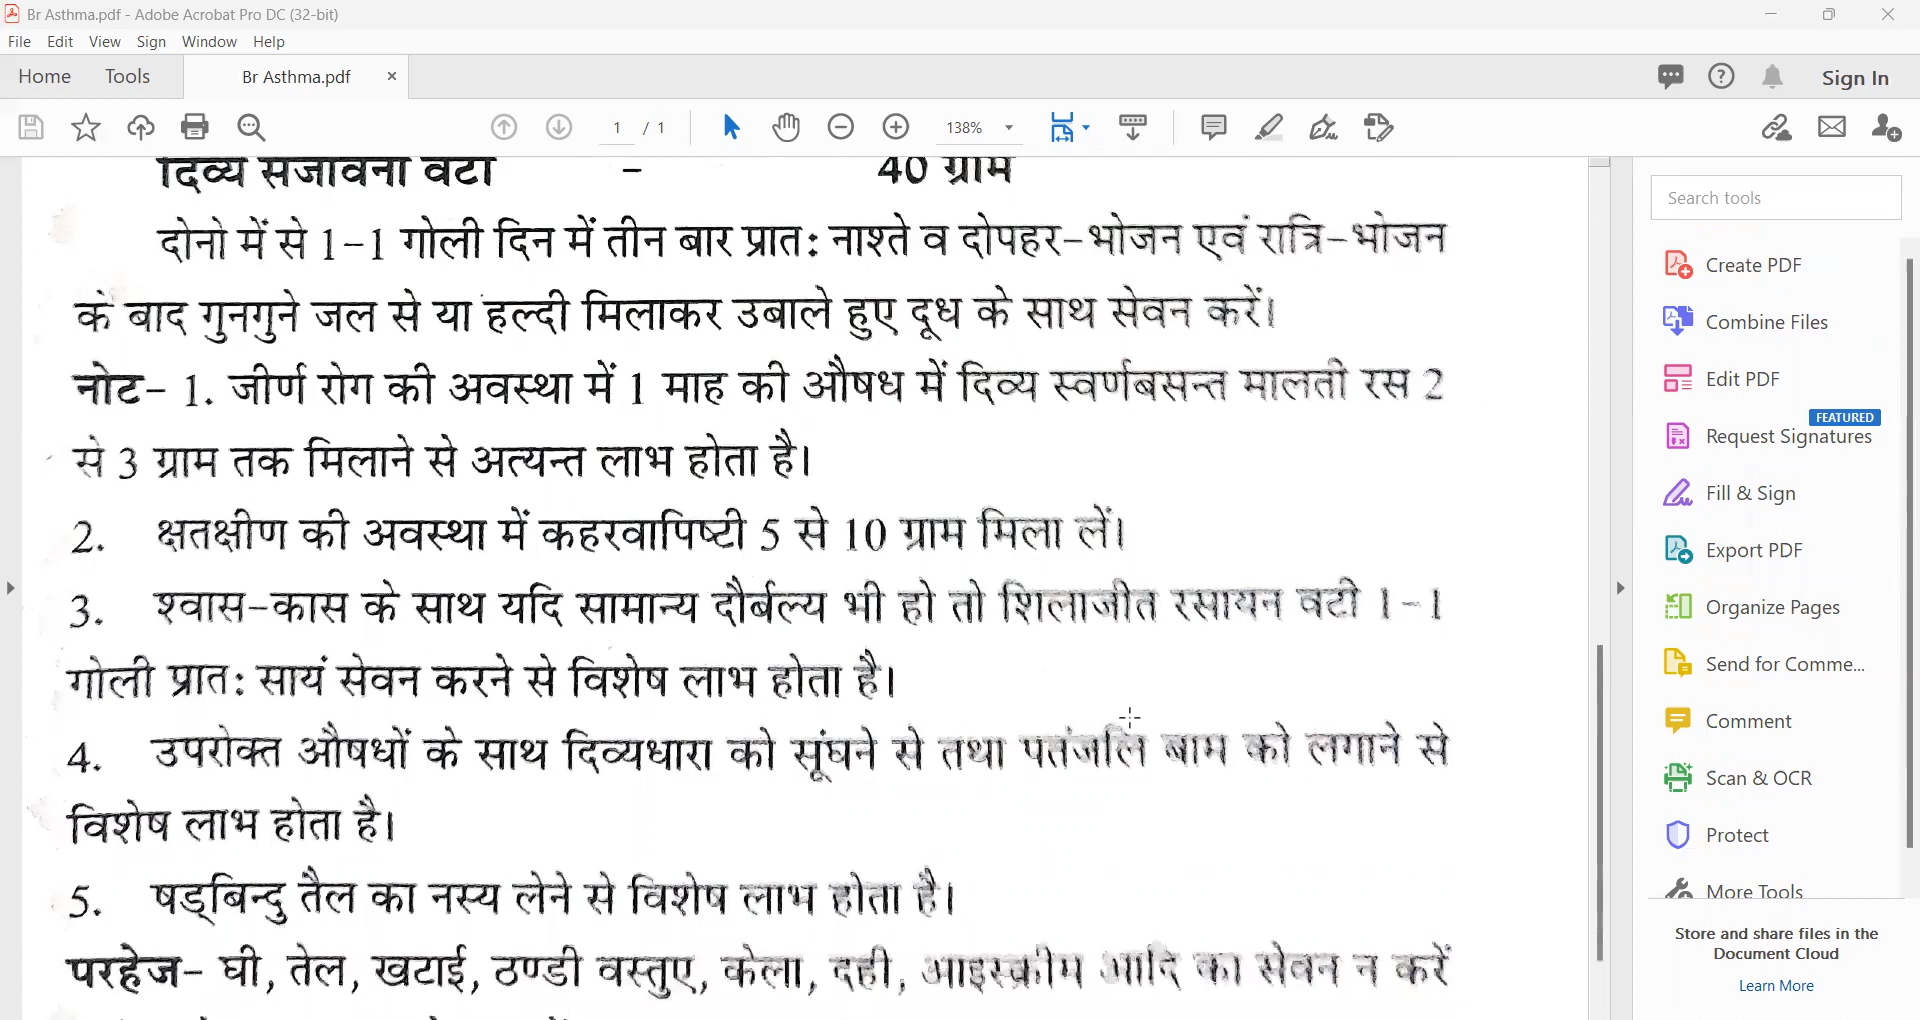 Br Asthma.pdf - Adobe Acrobat Pro DC (32-bit)
File Edit View Sign Window Help
Home Tools Br Asthma.pdf × Sign In
1 / 1 138%
दिव्य संजीवनी वटी - 40 ग्राम
दोनो में से 1-1 गोली दिन में तीन बार प्रातः नाश्ते व दोपहर-भोजन एवं रात्रि-भोजन
के बाद गुनगुने जल से या हल्दी मिलाकर उबाले हुए दूध के साथ सेवन करें।
नोट- 1. जीर्ण रोग की अवस्था में 1 माह की औषध में दिव्य स्वर्णबसन्त मालती रस 2
से 3 ग्राम तक मिलाने से अत्यन्त लाभ होता है।
2. क्षतक्षीण की अवस्था में कहरवापिष्टी 5 से 10 ग्राम मिला लें।
3. श्वास-कास के साथ यदि सामान्य दौर्बल्य भी हो तो शिलाजीत रसायन वटी 1-1
गोली प्रातः सायं सेवन करने से विशेष लाभ होता है।
4. उपरोक्त औषधों के साथ दिव्यधारा को सूंघने से तथा पतंजलि बाम को लगाने से
विशेष लाभ होता है।
5. षड्बिन्दु तैल का नस्य लेने से विशेष लाभ होता है।
परहेज- घी, तेल, खटाई, ठण्डी वस्तुए, केला, दही, आइस्क्रीम आदि का सेवन न करें
Search tools
Create PDF
Combine Files
Edit PDF
FEATURED
Request Signatures
Fill & Sign
Export PDF
Organize Pages
Send for Comme...
Comment
Scan & OCR
Protect
More Tools
Store and share files in the
Document Cloud
Learn More